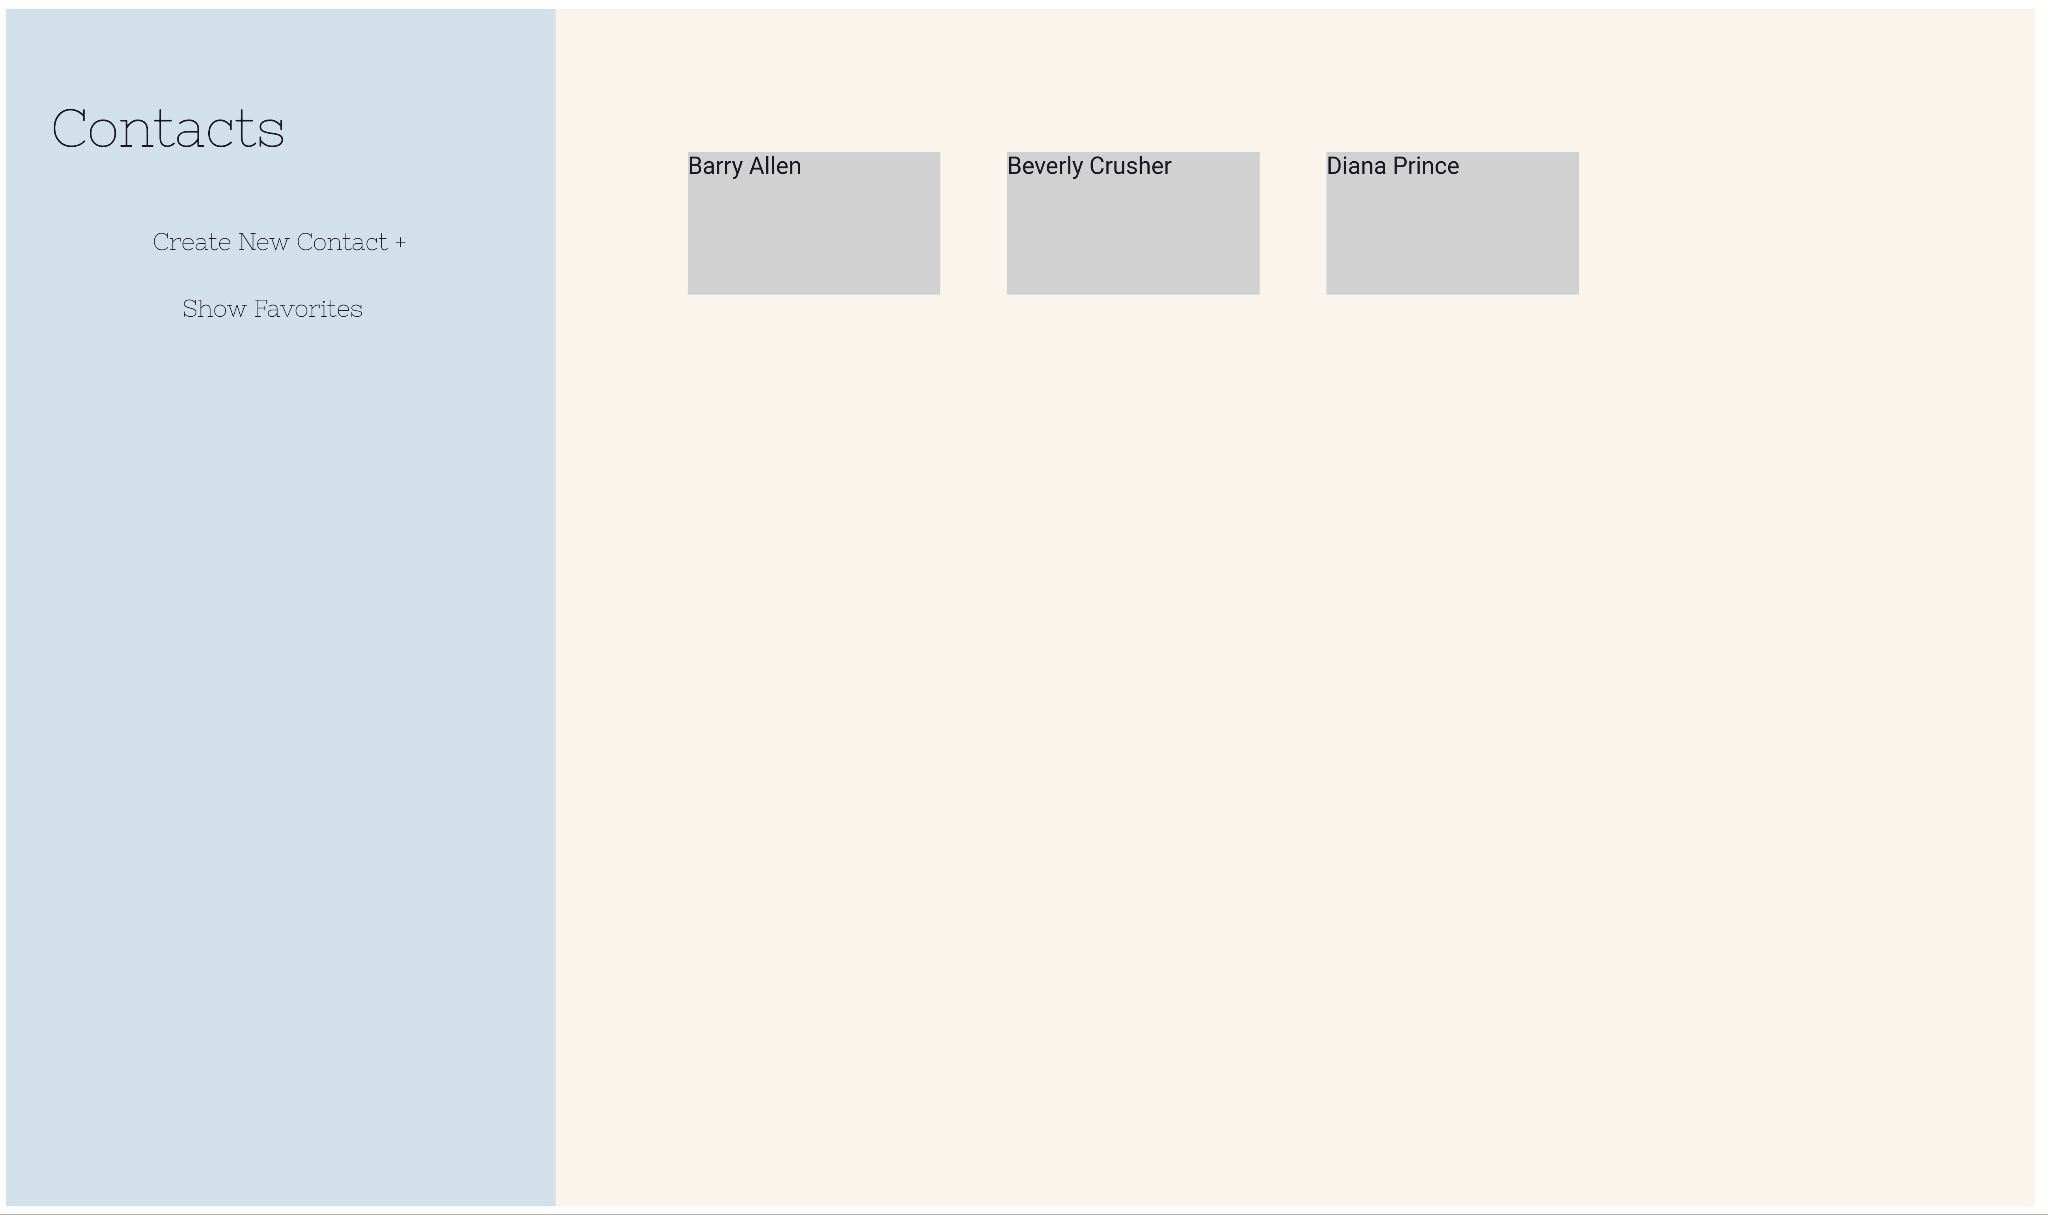 Contacts
Create New Contact +
Show Favorites
Barry Allen
Beverly Crusher
Diana Prince